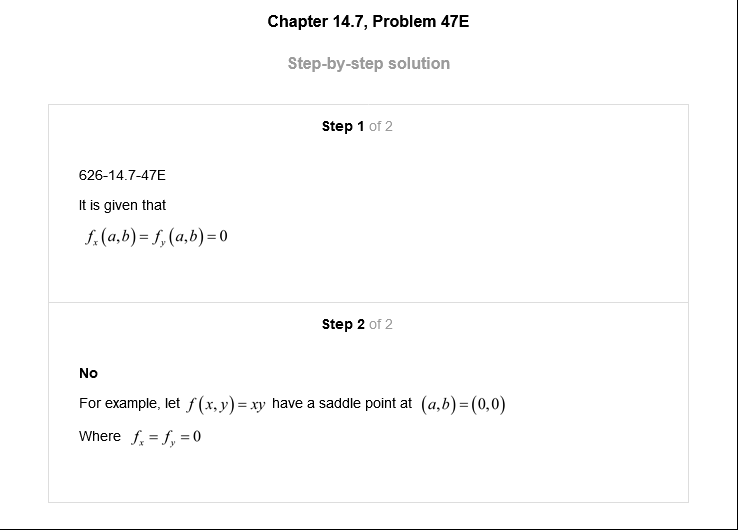 Chapter 14.7, Problem 47E
Step-by-step solution
Step 1 of 2
626-14.7-47E
It is given that
fₓ(a,b)=f_y(a,b)=0
Step 2 of 2
No
For example, let f(x,y)=xy have a saddle point at (a,b)=(0,0)
Where fₓ=f_y=0